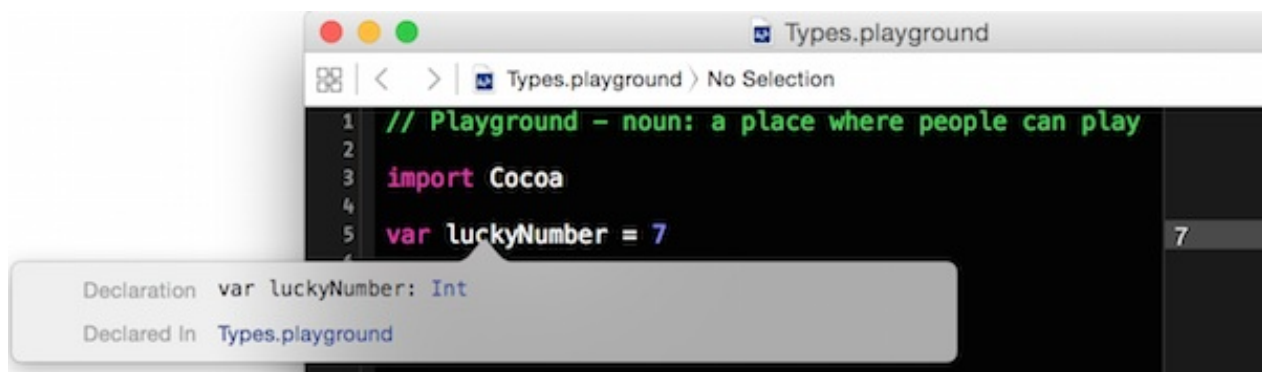 Types.playground
Types.playground 〉 No Selection
1 // Playground – noun: a place where people can play
2
3 import Cocoa
4
5 var luckyNumber = 7 7
Declaration var luckyNumber: Int
Declared In Types.playground